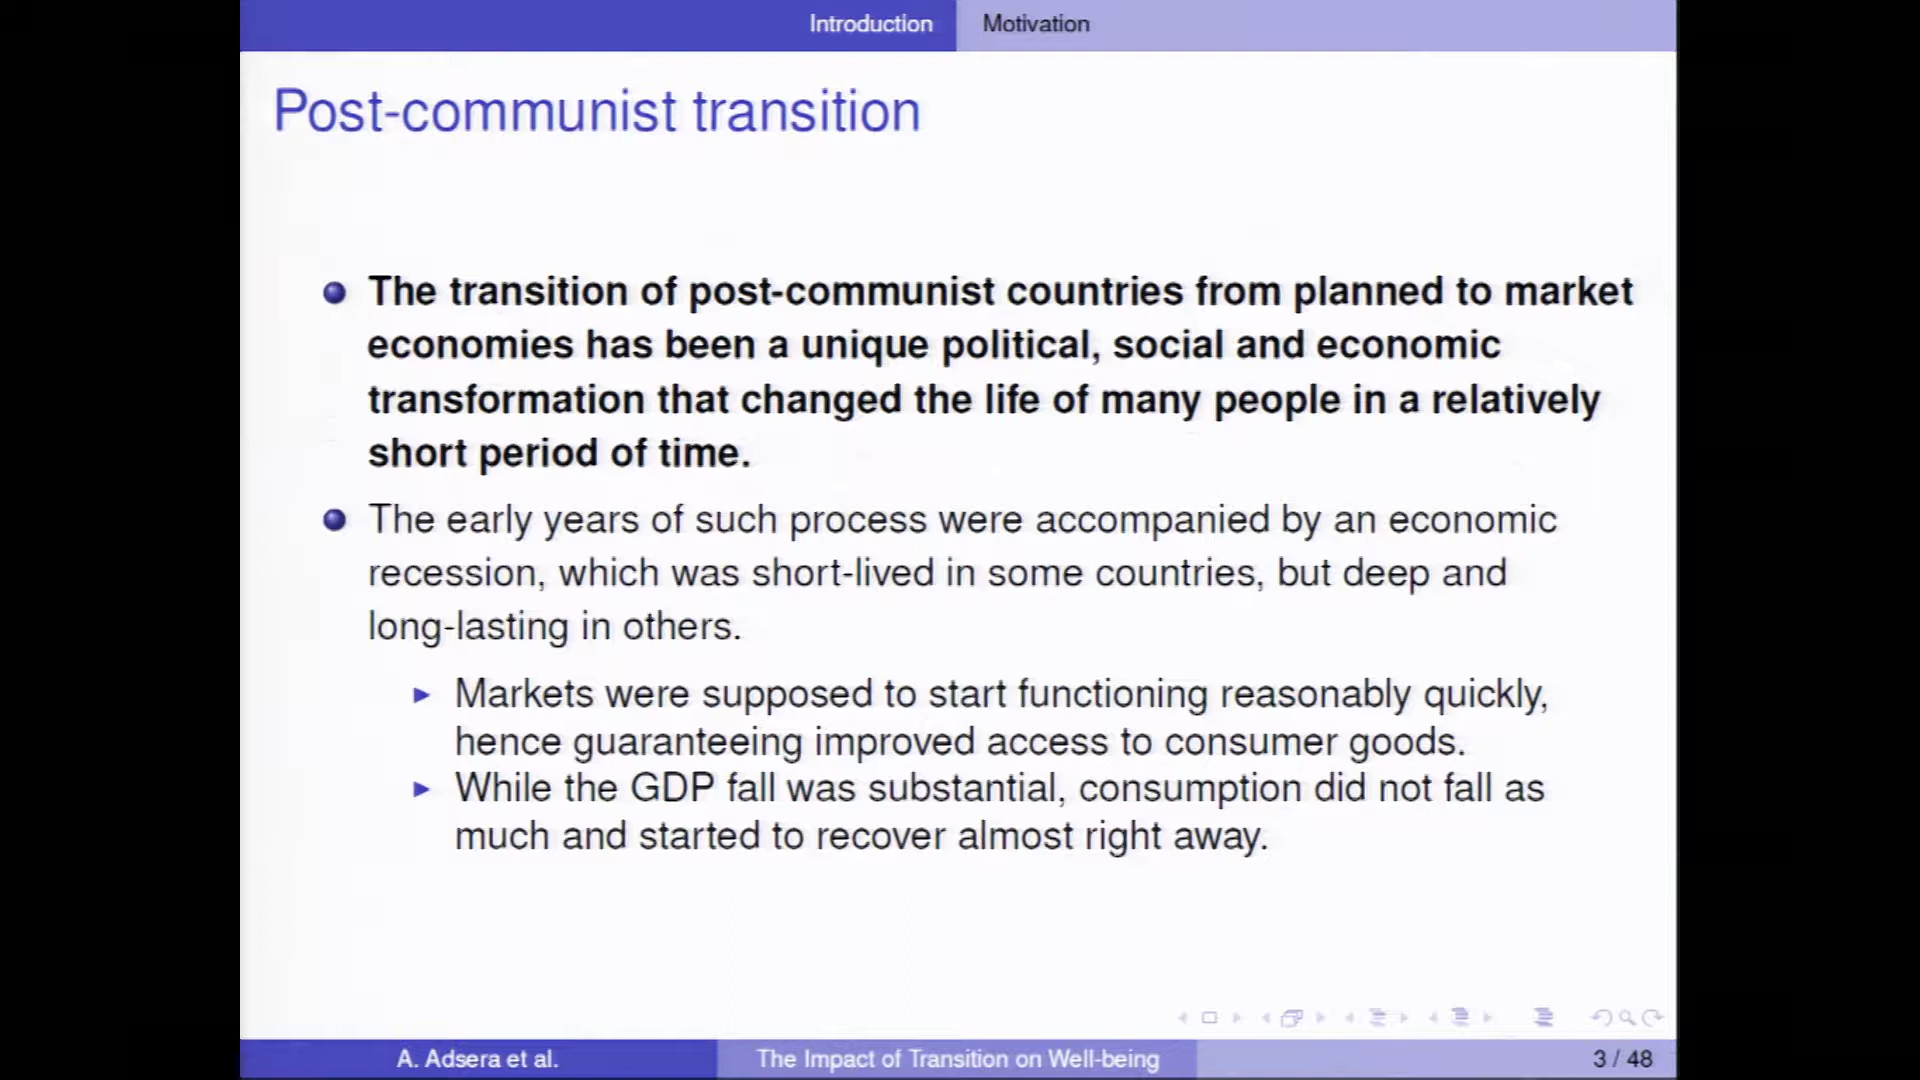 Introduction Motivation
Post-communist transition
The transition of post-communist countries from planned to market
economies has been a unique political, social and economic
transformation that changed the life of many people in a relatively
short period of time.
The early years of such process were accompanied by an economic
recession, which was short-lived in some countries, but deep and
long-lasting in others.
Markets were supposed to start functioning reasonably quickly,
hence guaranteeing improved access to consumer goods.
While the GDP fall was substantial, consumption did not fall as
much and started to recover almost right away.
A. Adsera et al. The Impact of Transition on Well-being 3 / 48